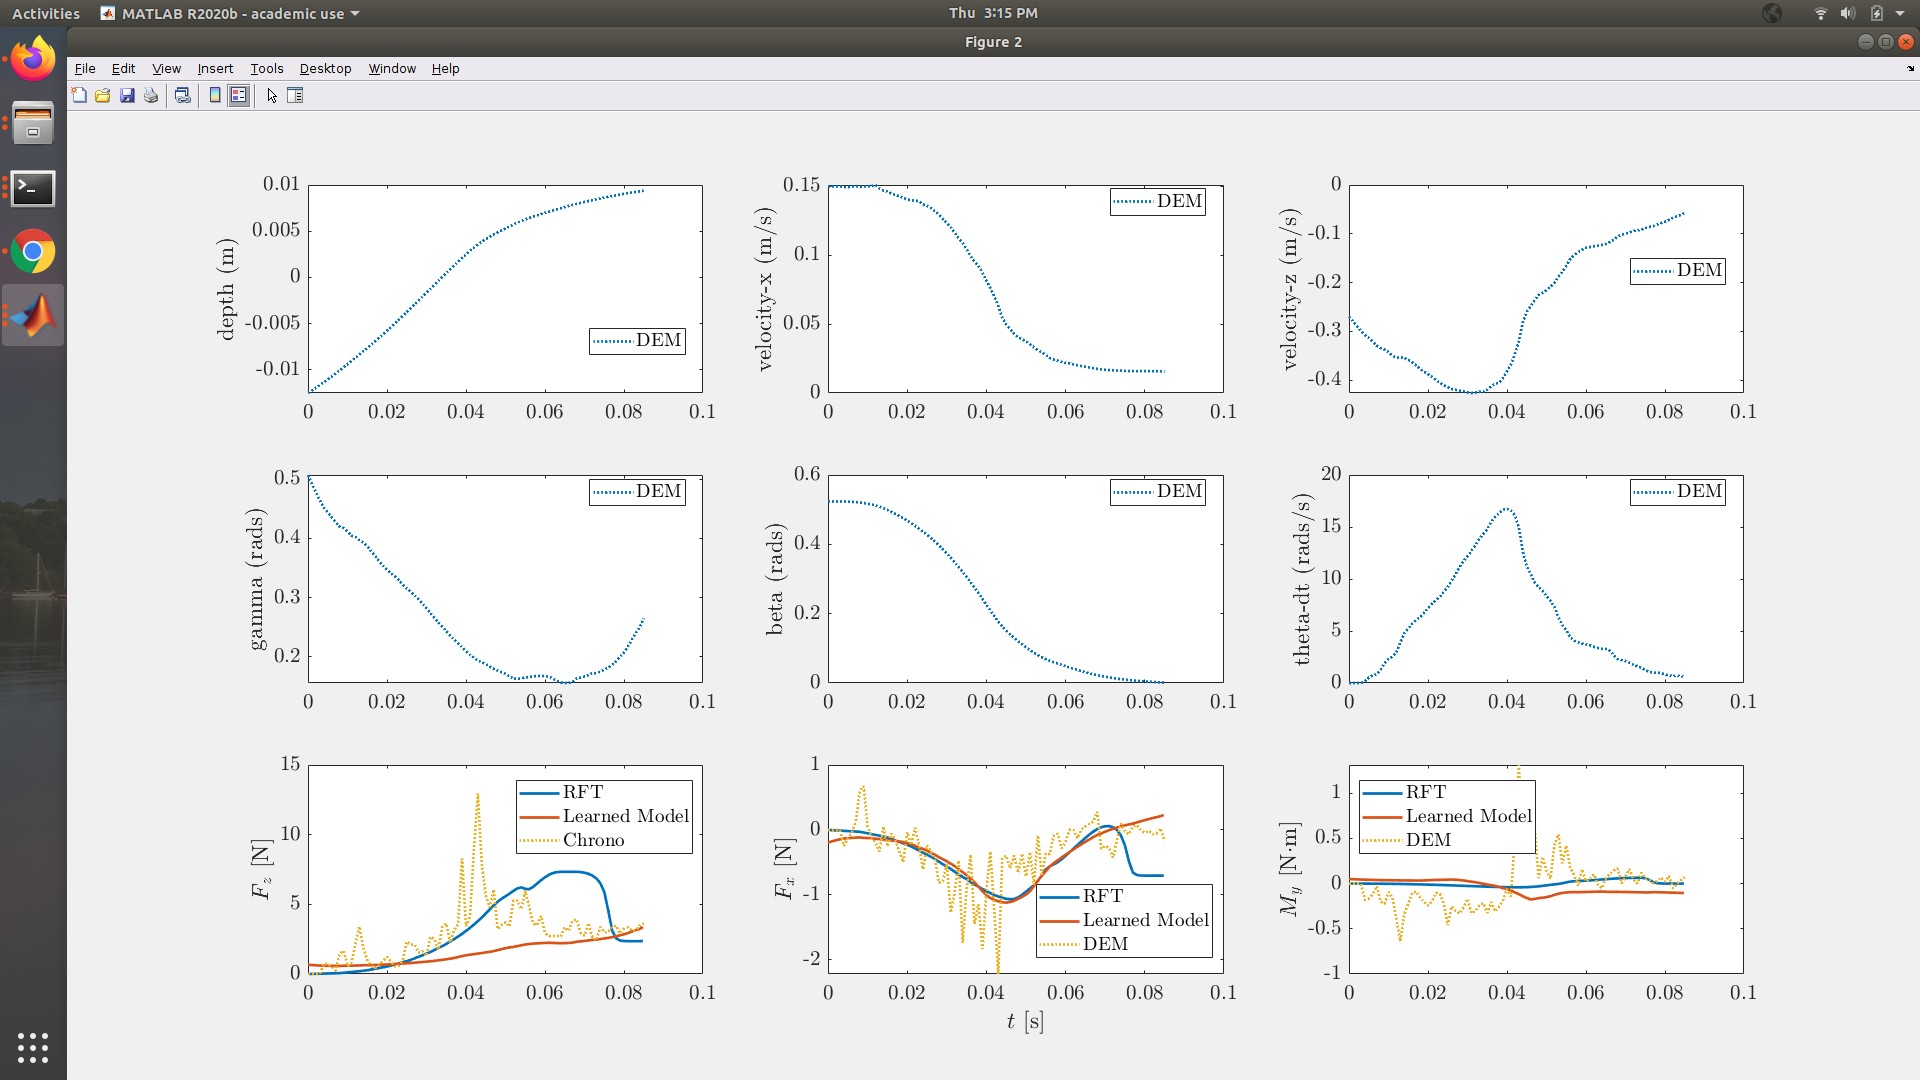 Activities MATLAB R2020b - academic use Thu 3:15 PM
Figure 2
File Edit View Insert Tools Desktop Window Help
depth (m)
0.01
0.005
0
-0.005
-0.01
DEM
0 0.02 0.04 0.06 0.08 0.1
velocity-x (m/s)
0.15
0.1
0.05
0
DEM
0 0.02 0.04 0.06 0.08 0.1
velocity-z (m/s)
0
-0.1
-0.2
-0.3
-0.4
DEM
0 0.02 0.04 0.06 0.08 0.1
gamma (rads)
0.5
0.4
0.3
0.2
DEM
0 0.02 0.04 0.06 0.08 0.1
beta (rads)
0.6
0.4
0.2
0
DEM
0 0.02 0.04 0.06 0.08 0.1
theta-dt (rads/s)
20
15
10
5
0
DEM
0 0.02 0.04 0.06 0.08 0.1
F_z [N]
15
10
5
0
RFT
Learned Model
Chrono
0 0.02 0.04 0.06 0.08 0.1
F_x [N]
1
0
-1
-2
RFT
Learned Model
DEM
0 0.02 0.04 0.06 0.08 0.1
t [s]
M_y [N·m]
1
0.5
0
-0.5
-1
RFT
Learned Model
DEM
0 0.02 0.04 0.06 0.08 0.1